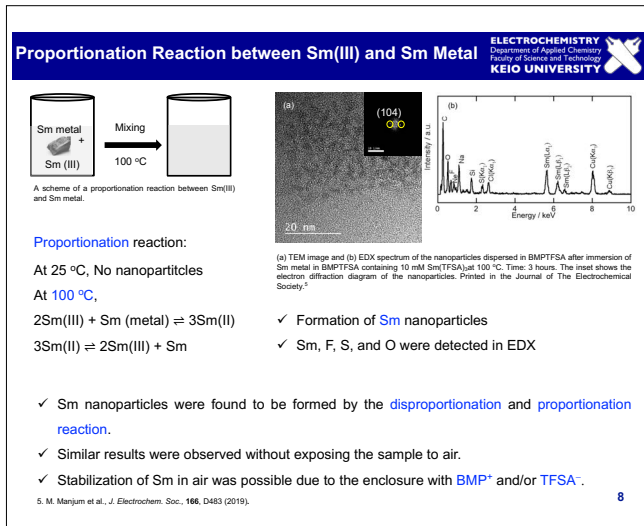 Proportionation Reaction between Sm(III) and Sm Metal
ELECTROCHEMISTRY
Department of Applied Chemistry
Faculty of Science and Technology
KEIO UNIVERSITY
Sm metal
+
Sm (III)
Mixing
100 ºC
A scheme of a proportionation reaction between Sm(III)
and Sm metal.
(a)
(104)
20 nm
(b)
Intensity / a.u.
C
O
F
Na
Si
S(Kα₁)
Cl(Kα₁)
Sm(Lα₁)
Sm(Lβ₁)
Sm(Lβ₂)
Cu(Kα₁)
Cu(Kβ₁)
0 2 4 6 8 10
Energy / keV
(a) TEM image and (b) EDX spectrum of the nanoparticles dispersed in BMPTFSA after immersion of
Sm metal in BMPTFSA containing 10 mM Sm(TFSA)₃at 100 ºC. Time: 3 hours. The inset shows the
electron diffraction diagram of the nanoparticles. Printed in the Journal of The Electrochemical
Society.⁵
Proportionation reaction:
At 25 ºC, No nanopartitcles
At 100 ºC,
2Sm(III) + Sm (metal) ⇌ 3Sm(II)
3Sm(II) ⇌ 2Sm(III) + Sm
✓ Formation of Sm nanoparticles
✓ Sm, F, S, and O were detected in EDX
✓ Sm nanoparticles were found to be formed by the disproportionation and proportionation
reaction.
✓ Similar results were observed without exposing the sample to air.
✓ Stabilization of Sm in air was possible due to the enclosure with BMP⁺ and/or TFSA⁻.
5. M. Manjum et al., J. Electrochem. Soc., 166, D483 (2019).
8